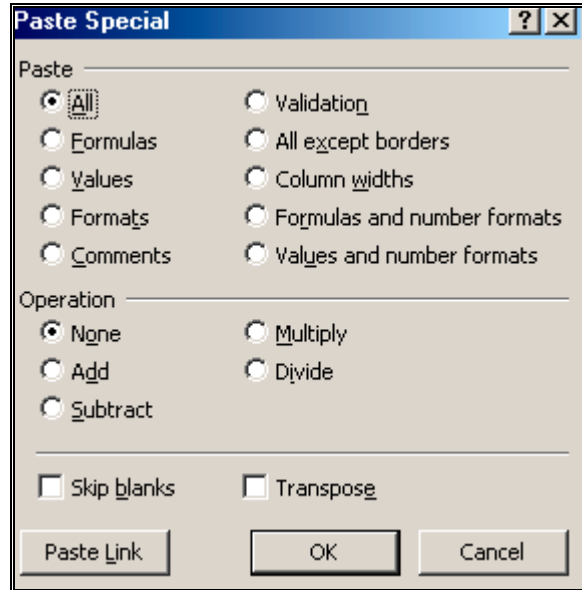 Paste Special ? X
Paste
All Validation
Formulas All except borders
Values Column widths
Formats Formulas and number formats
Comments Values and number formats
Operation
None Multiply
Add Divide
Subtract
Skip blanks Transpose
Paste Link OK Cancel